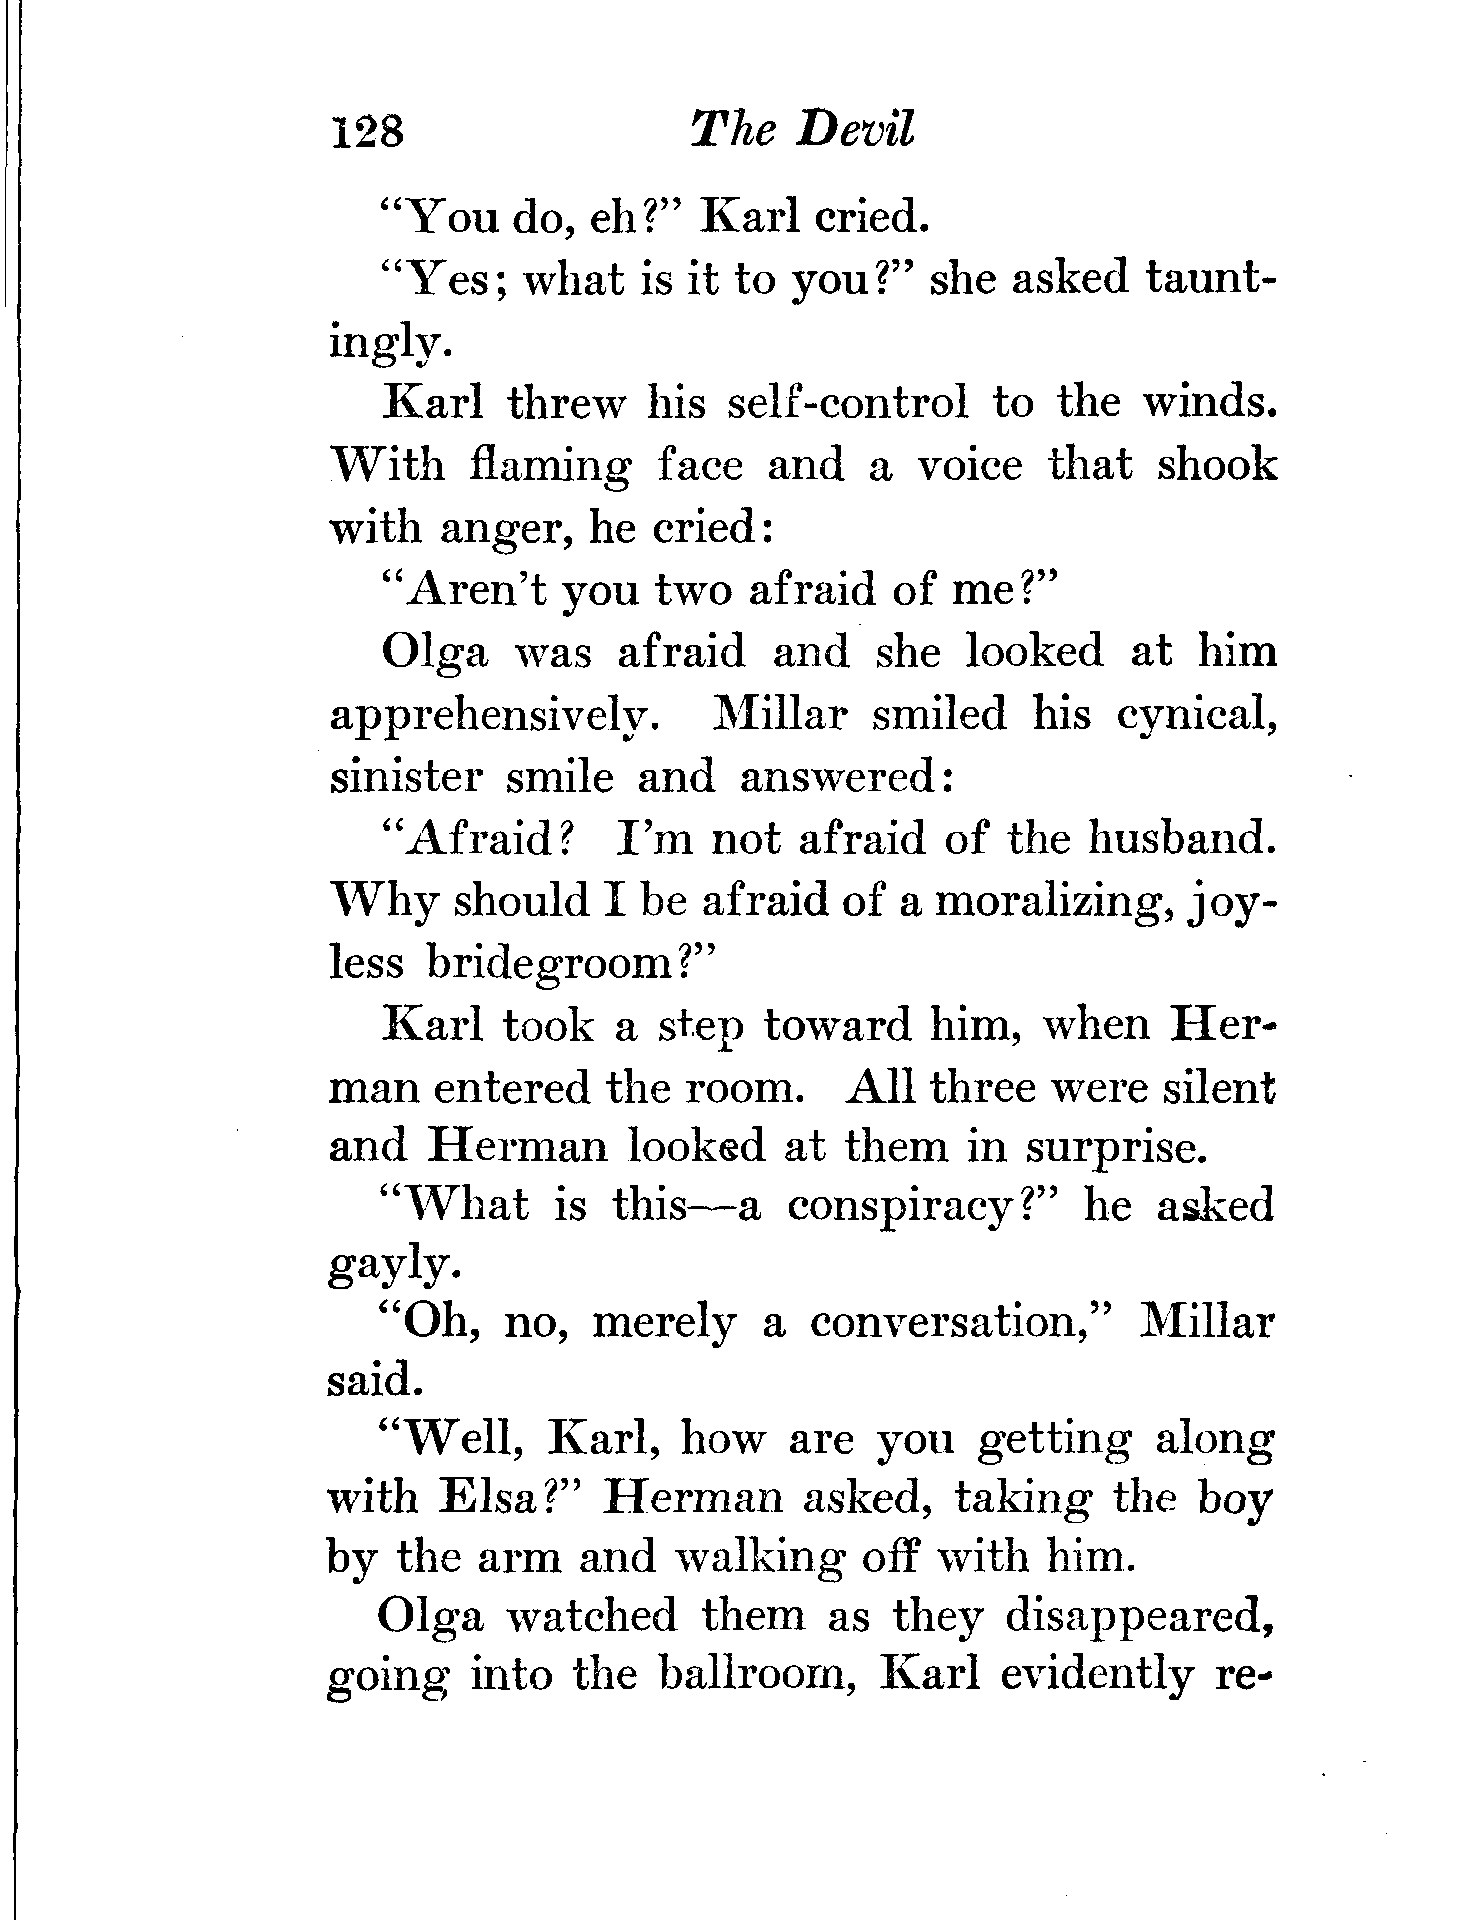 128 The Devil
“You do, eh?” Karl cried.
“Yes; what is it to you?” she asked taunt-
ingly.
Karl threw his self-control to the winds.
With flaming face and a voice that shook
with anger, he cried:
“Aren’t you two afraid of me?”
Olga was afraid and she looked at him
apprehensively. Millar smiled his cynical,
sinister smile and answered:
“Afraid? I’m not afraid of the husband.
Why should I be afraid of a moralizing, joy-
less bridegroom?”
Karl took a step toward him, when Her-
man entered the room. All three were silent
and Herman looked at them in surprise.
“What is this—a conspiracy?” he asked
gayly.
“Oh, no, merely a conversation,” Millar
said.
“Well, Karl, how are you getting along
with Elsa?” Herman asked, taking the boy
by the arm and walking off with him.
Olga watched them as they disappeared,
going into the ballroom, Karl evidently re-